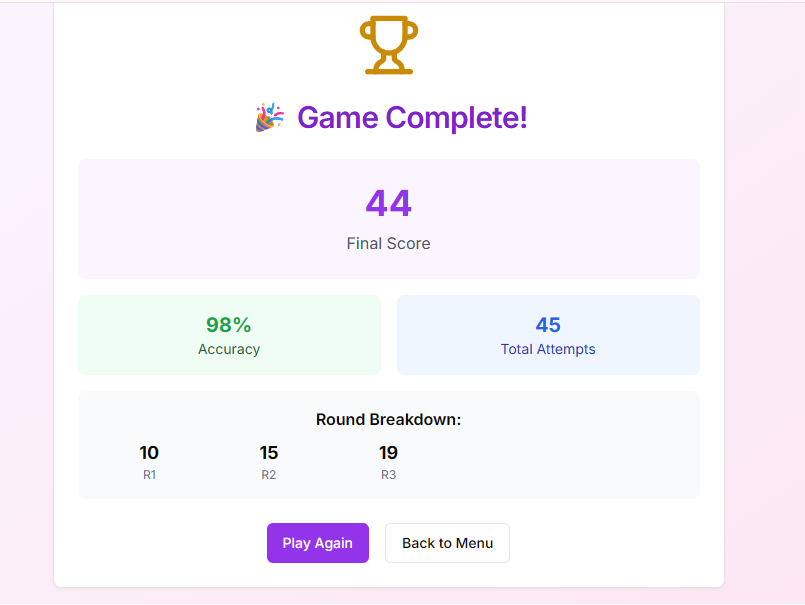 🎉 Game Complete!
44
Final Score
98%
Accuracy
45
Total Attempts
Round Breakdown:
10
R1
15
R2
19
R3
Play Again
Back to Menu